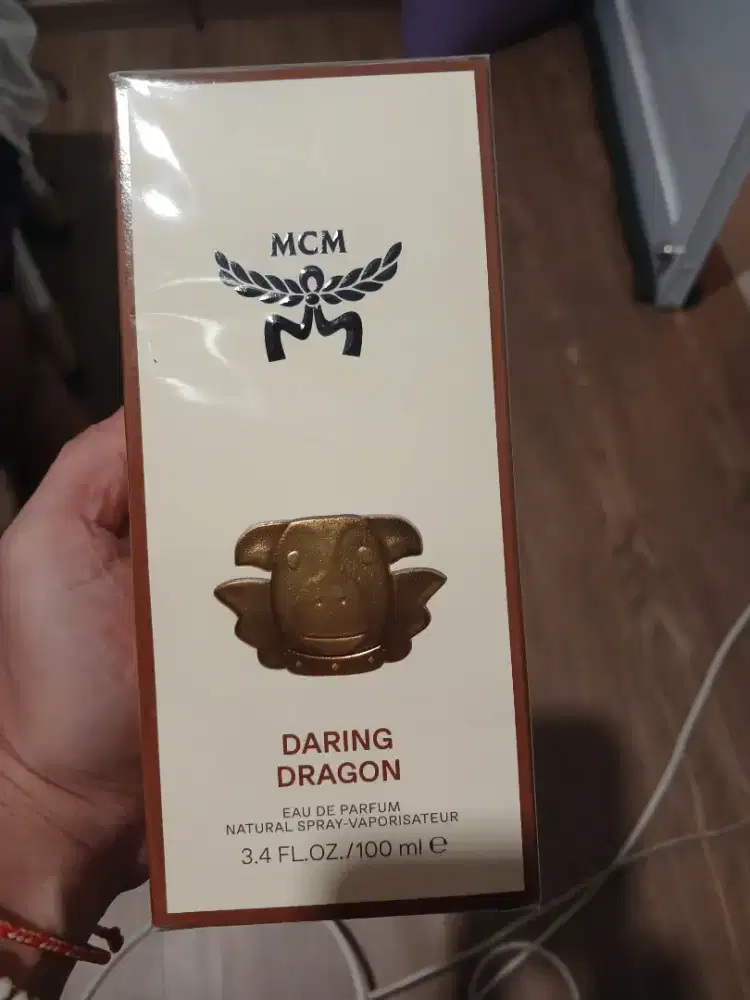 MCM
DARING
DRAGON
EAU DE PARFUM
NATURAL SPRAY-VAPORISATEUR
3.4 FL.OZ./100 ml ℮